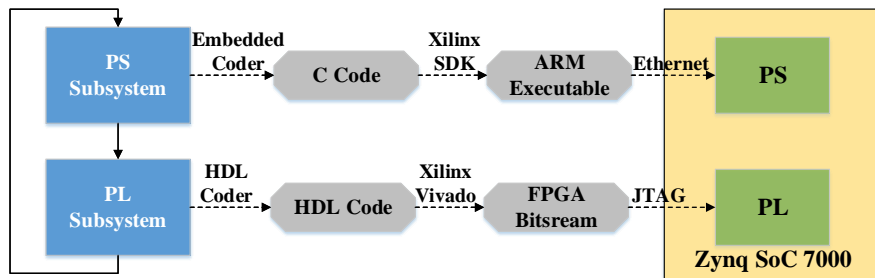 PS
Subsystem
Embedded
Coder
C Code
Xilinx
SDK
ARM
Executable
Ethernet
PS
PL
Subsystem
HDL
Coder
HDL Code
Xilinx
Vivado
FPGA
Bitsream
JTAG
PL
Zynq SoC 7000